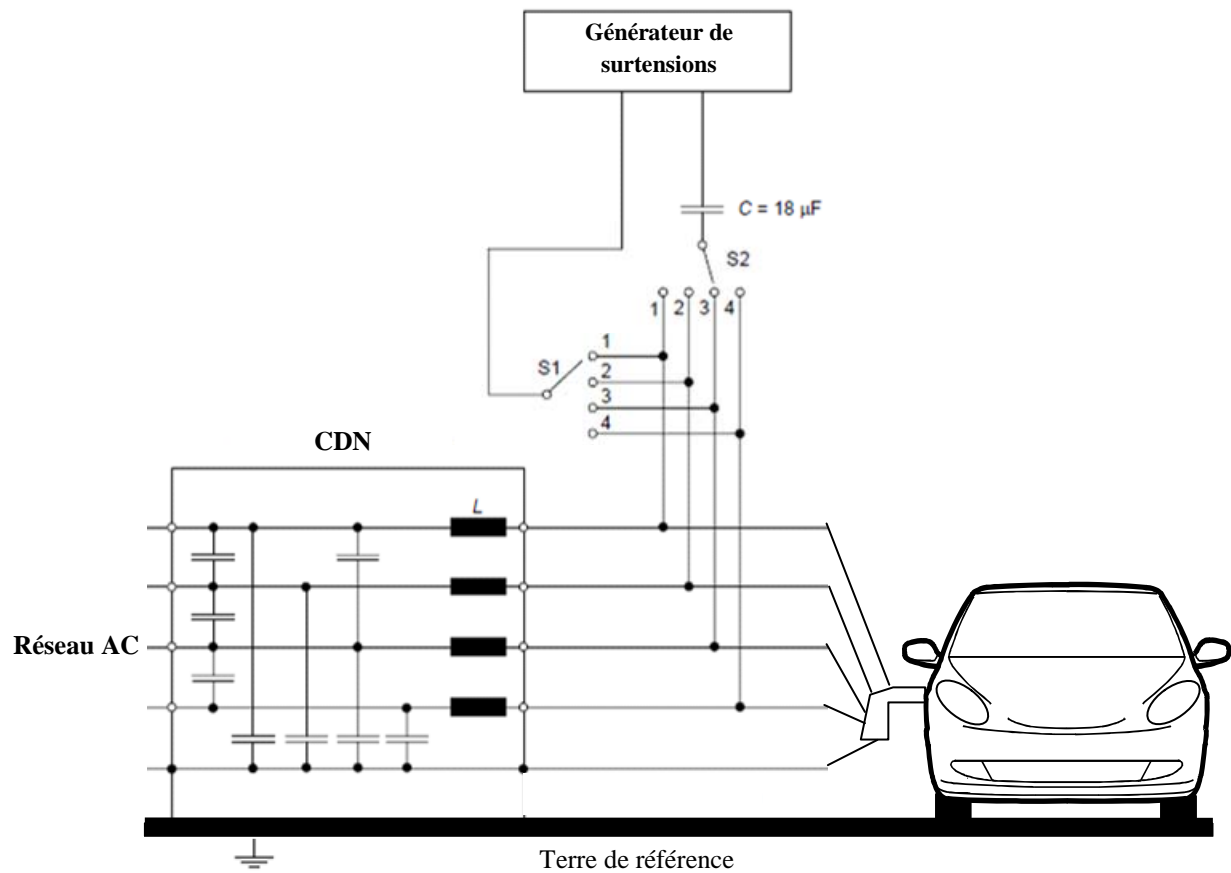 Générateur de
surtensions
C = 18 µF
S2
1 2 3 4
S1
1
2
3
4
CDN
L
Réseau AC
Terre de référence